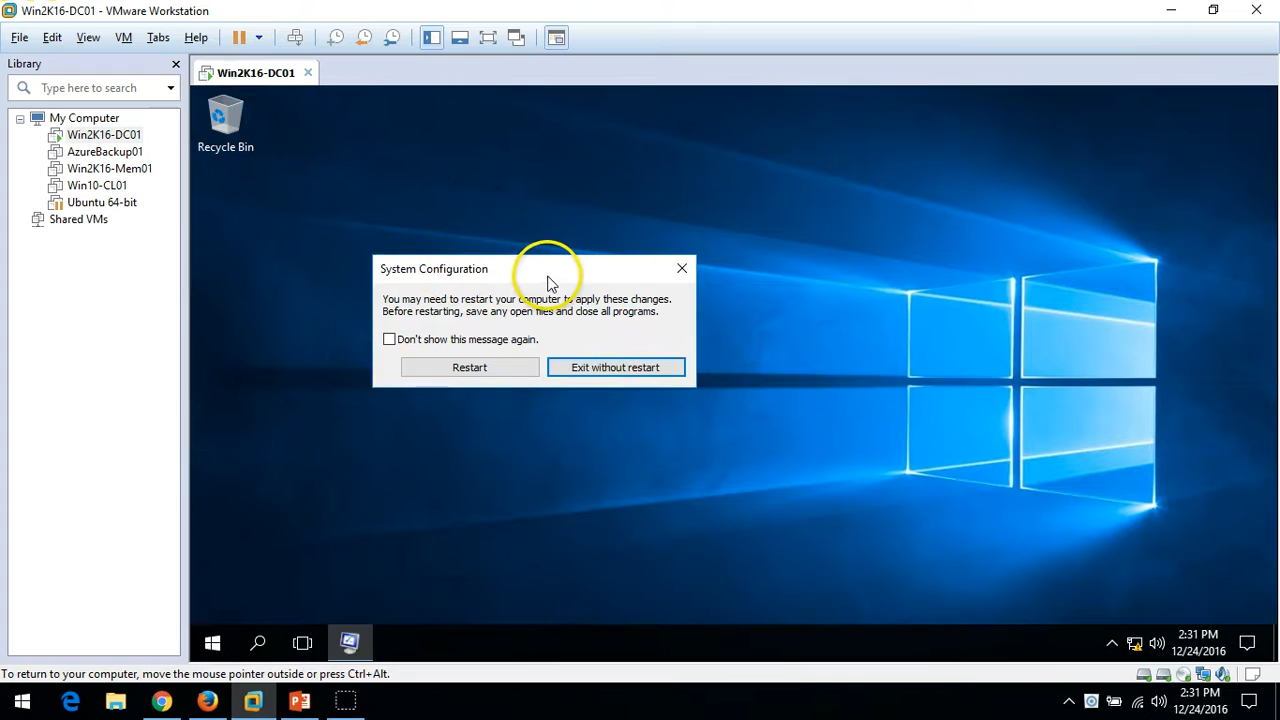 Win2K16-DC01 - VMware Workstation
File Edit View VM Tabs Help
Library
Type here to search
My Computer
Win2K16-DC01
AzureBackup01
Win2K16-Mem01
Win10-CL01
Ubuntu 64-bit
Shared VMs
Win2K16-DC01
Recycle Bin
System Configuration
You may need to restart your computer to apply these changes.
Before restarting, save any open files and close all programs.
Don't show this message again.
Restart
Exit without restart
2:31 PM
12/24/2016
To return to your computer, move the mouse pointer outside or press Ctrl+Alt.
2:31 PM
12/24/2016